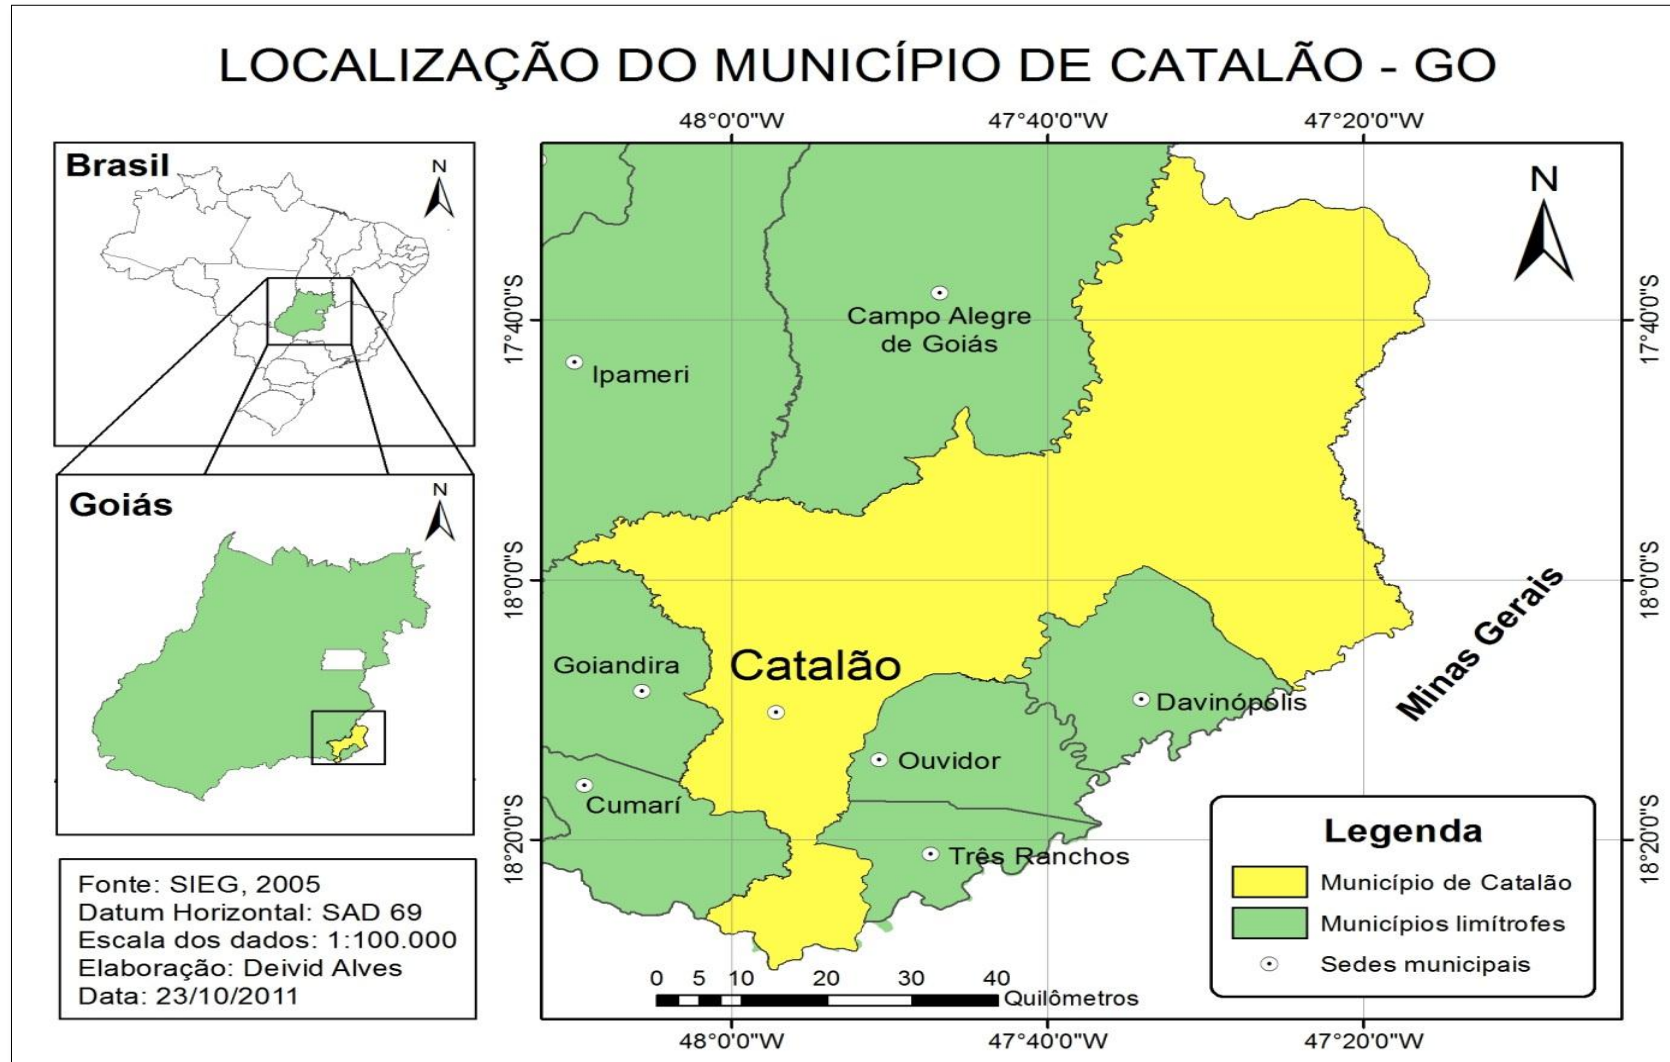 LOCALIZAÇÃO DO MUNICÍPIO DE CATALÃO - GO
Brasil
N
Goiás
N
Fonte: SIEG, 2005
Datum Horizontal: SAD 69
Escala dos dados: 1:100.000
Elaboração: Deivid Alves
Data: 23/10/2011
48°0'0"W
47°40'0"W
47°20'0"W
N
17°40'0"S
17°40'0"S
Campo Alegre
de Goiás
Ipameri
18°0'0"S
18°0'0"S
Minas Gerais
Goiandira
Catalão
Davinópolis
Ouvidor
Cumarí
18°20'0"S
18°20'0"S
Três Ranchos
Legenda
Município de Catalão
Municípios limítrofes
Sedes municipais
0 5 10 20 30 40
Quilômetros
48°0'0"W
47°40'0"W
47°20'0"W